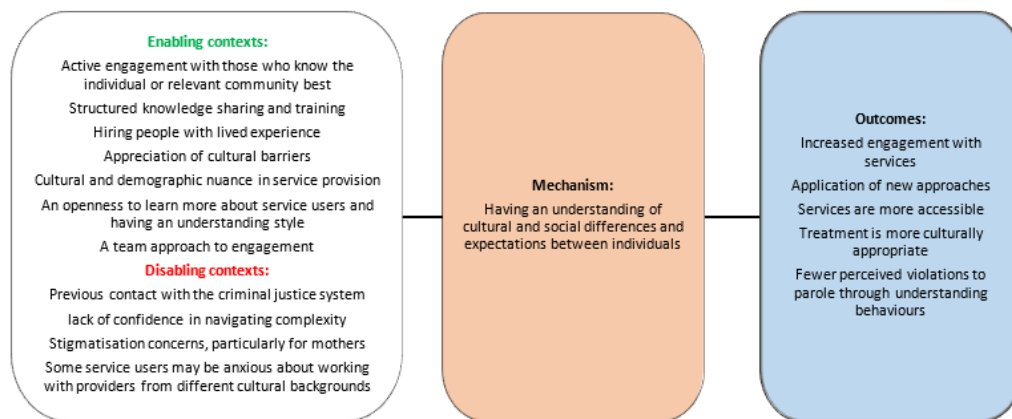 Enabling contexts:
Active engagement with those who know the
individual or relevant community best
Structured knowledge sharing and training
Hiring people with lived experience
Appreciation of cultural barriers
Cultural and demographic nuance in service provision
An openness to learn more about service users and
having an understanding style
A team approach to engagement
Disabling contexts:
Previous contact with the criminal justice system
lack of confidence in navigating complexity
Stigmatisation concerns, particularly for mothers
Some service users may be anxious about working
with providers from different cultural backgrounds
Mechanism:
Having an understanding of
cultural and social differences and
expectations between individuals
Outcomes:
Increased engagement with
services
Application of new approaches
Services are more accessible
Treatment is more culturally
appropriate
Fewer perceived violations to
parole through understanding
behaviours